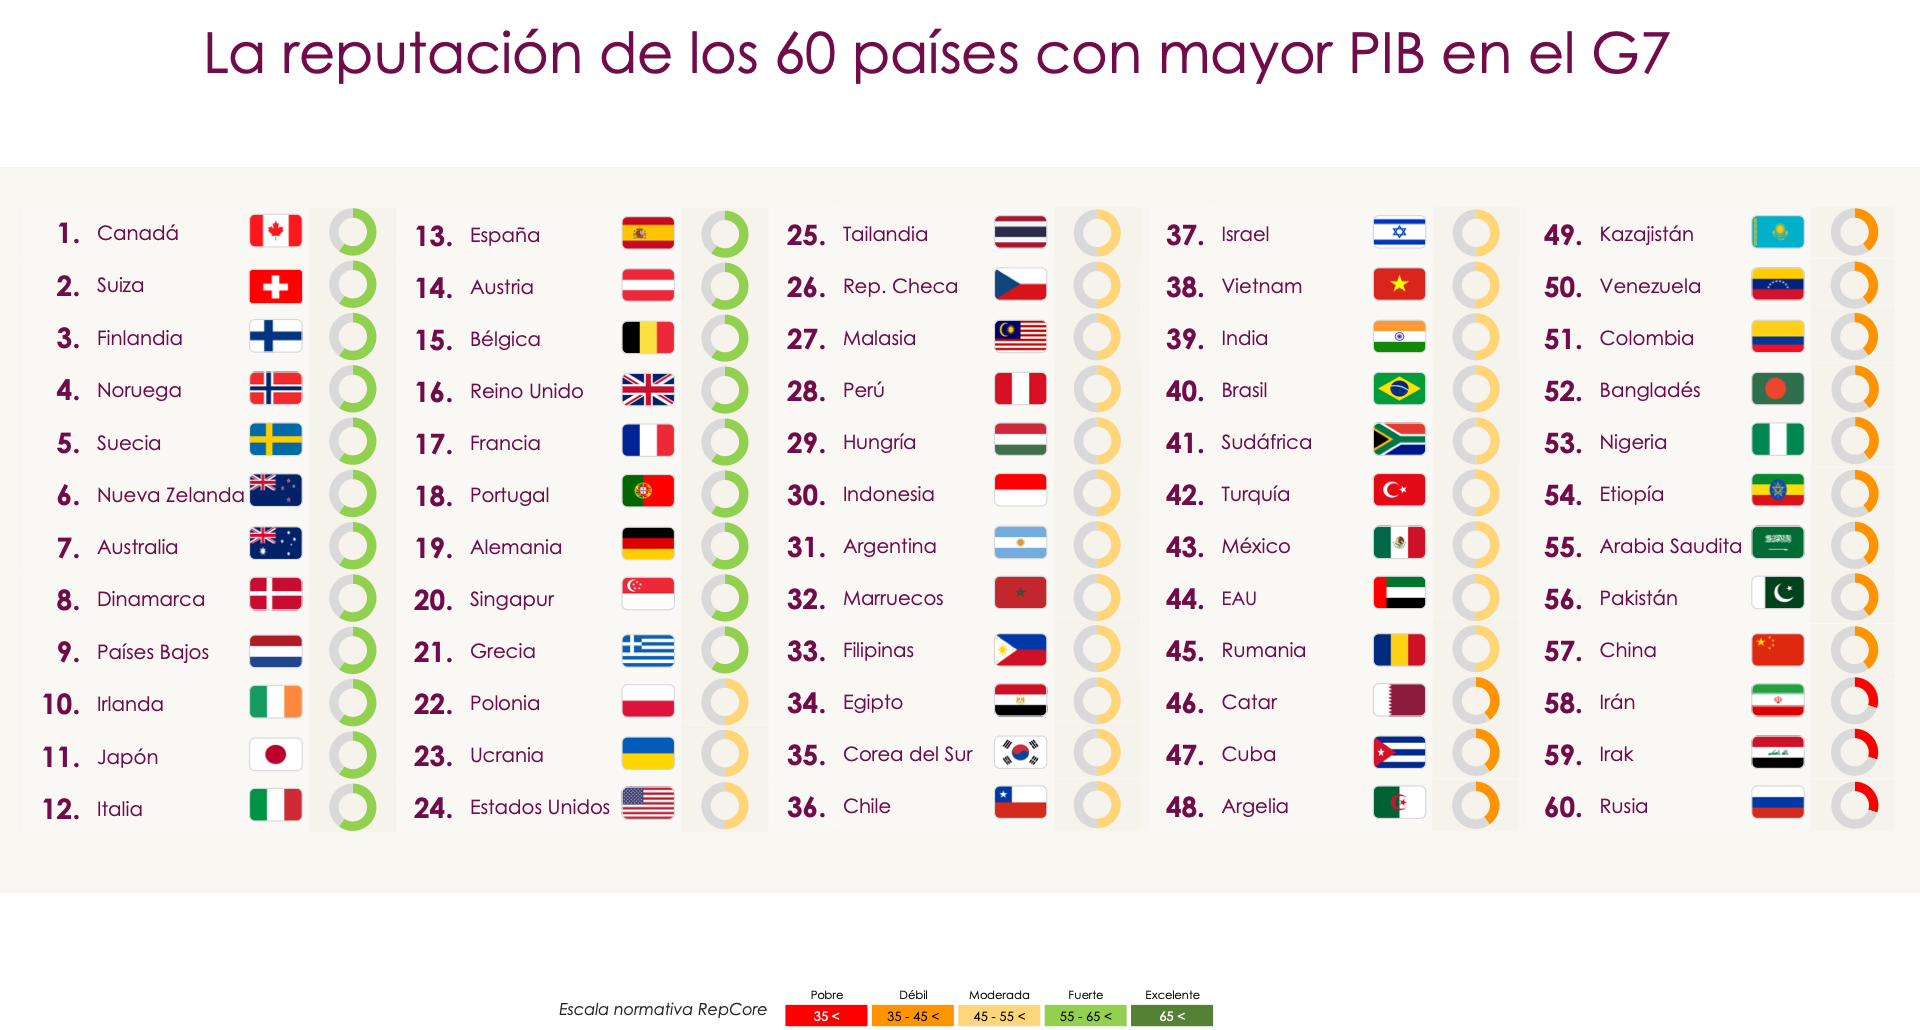 La reputación de los 60 países con mayor PIB en el G7
1. Canadá
2. Suiza
3. Finlandia
4. Noruega
5. Suecia
6. Nueva Zelanda
7. Australia
8. Dinamarca
9. Países Bajos
10. Irlanda
11. Japón
12. Italia
13. España
14. Austria
15. Bélgica
16. Reino Unido
17. Francia
18. Portugal
19. Alemania
20. Singapur
21. Grecia
22. Polonia
23. Ucrania
24. Estados Unidos
25. Tailandia
26. Rep. Checa
27. Malasia
28. Perú
29. Hungría
30. Indonesia
31. Argentina
32. Marruecos
33. Filipinas
34. Egipto
35. Corea del Sur
36. Chile
37. Israel
38. Vietnam
39. India
40. Brasil
41. Sudáfrica
42. Turquía
43. México
44. EAU
45. Rumania
46. Catar
47. Cuba
48. Argelia
49. Kazajistán
50. Venezuela
51. Colombia
52. Bangladés
53. Nigeria
54. Etiopía
55. Arabia Saudita
56. Pakistán
57. China
58. Irán
59. Irak
60. Rusia
Escala normativa RepCore
Pobre Débil Moderada Fuerte Excelente
35 < 35 - 45 < 45 - 55 < 55 - 65 < 65 <